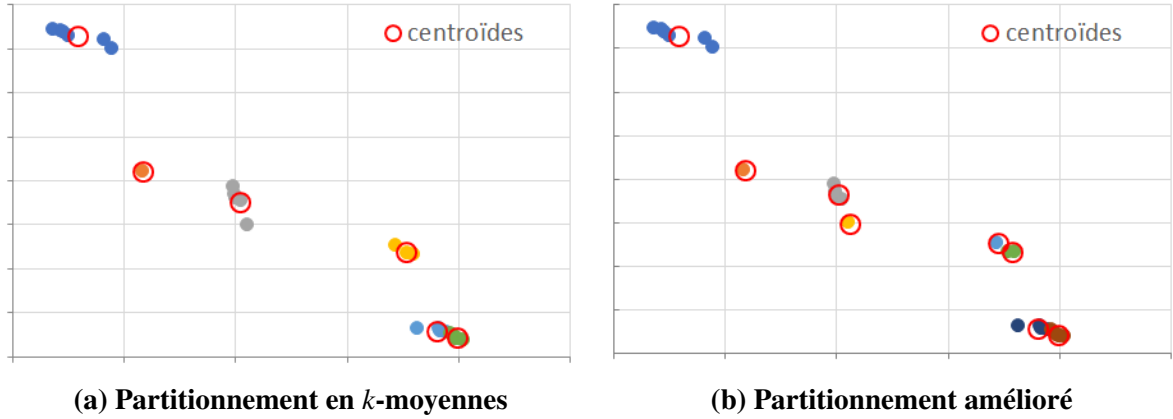 centroïdes
centroïdes
(a) Partitionnement en k-moyennes
(b) Partitionnement amélioré